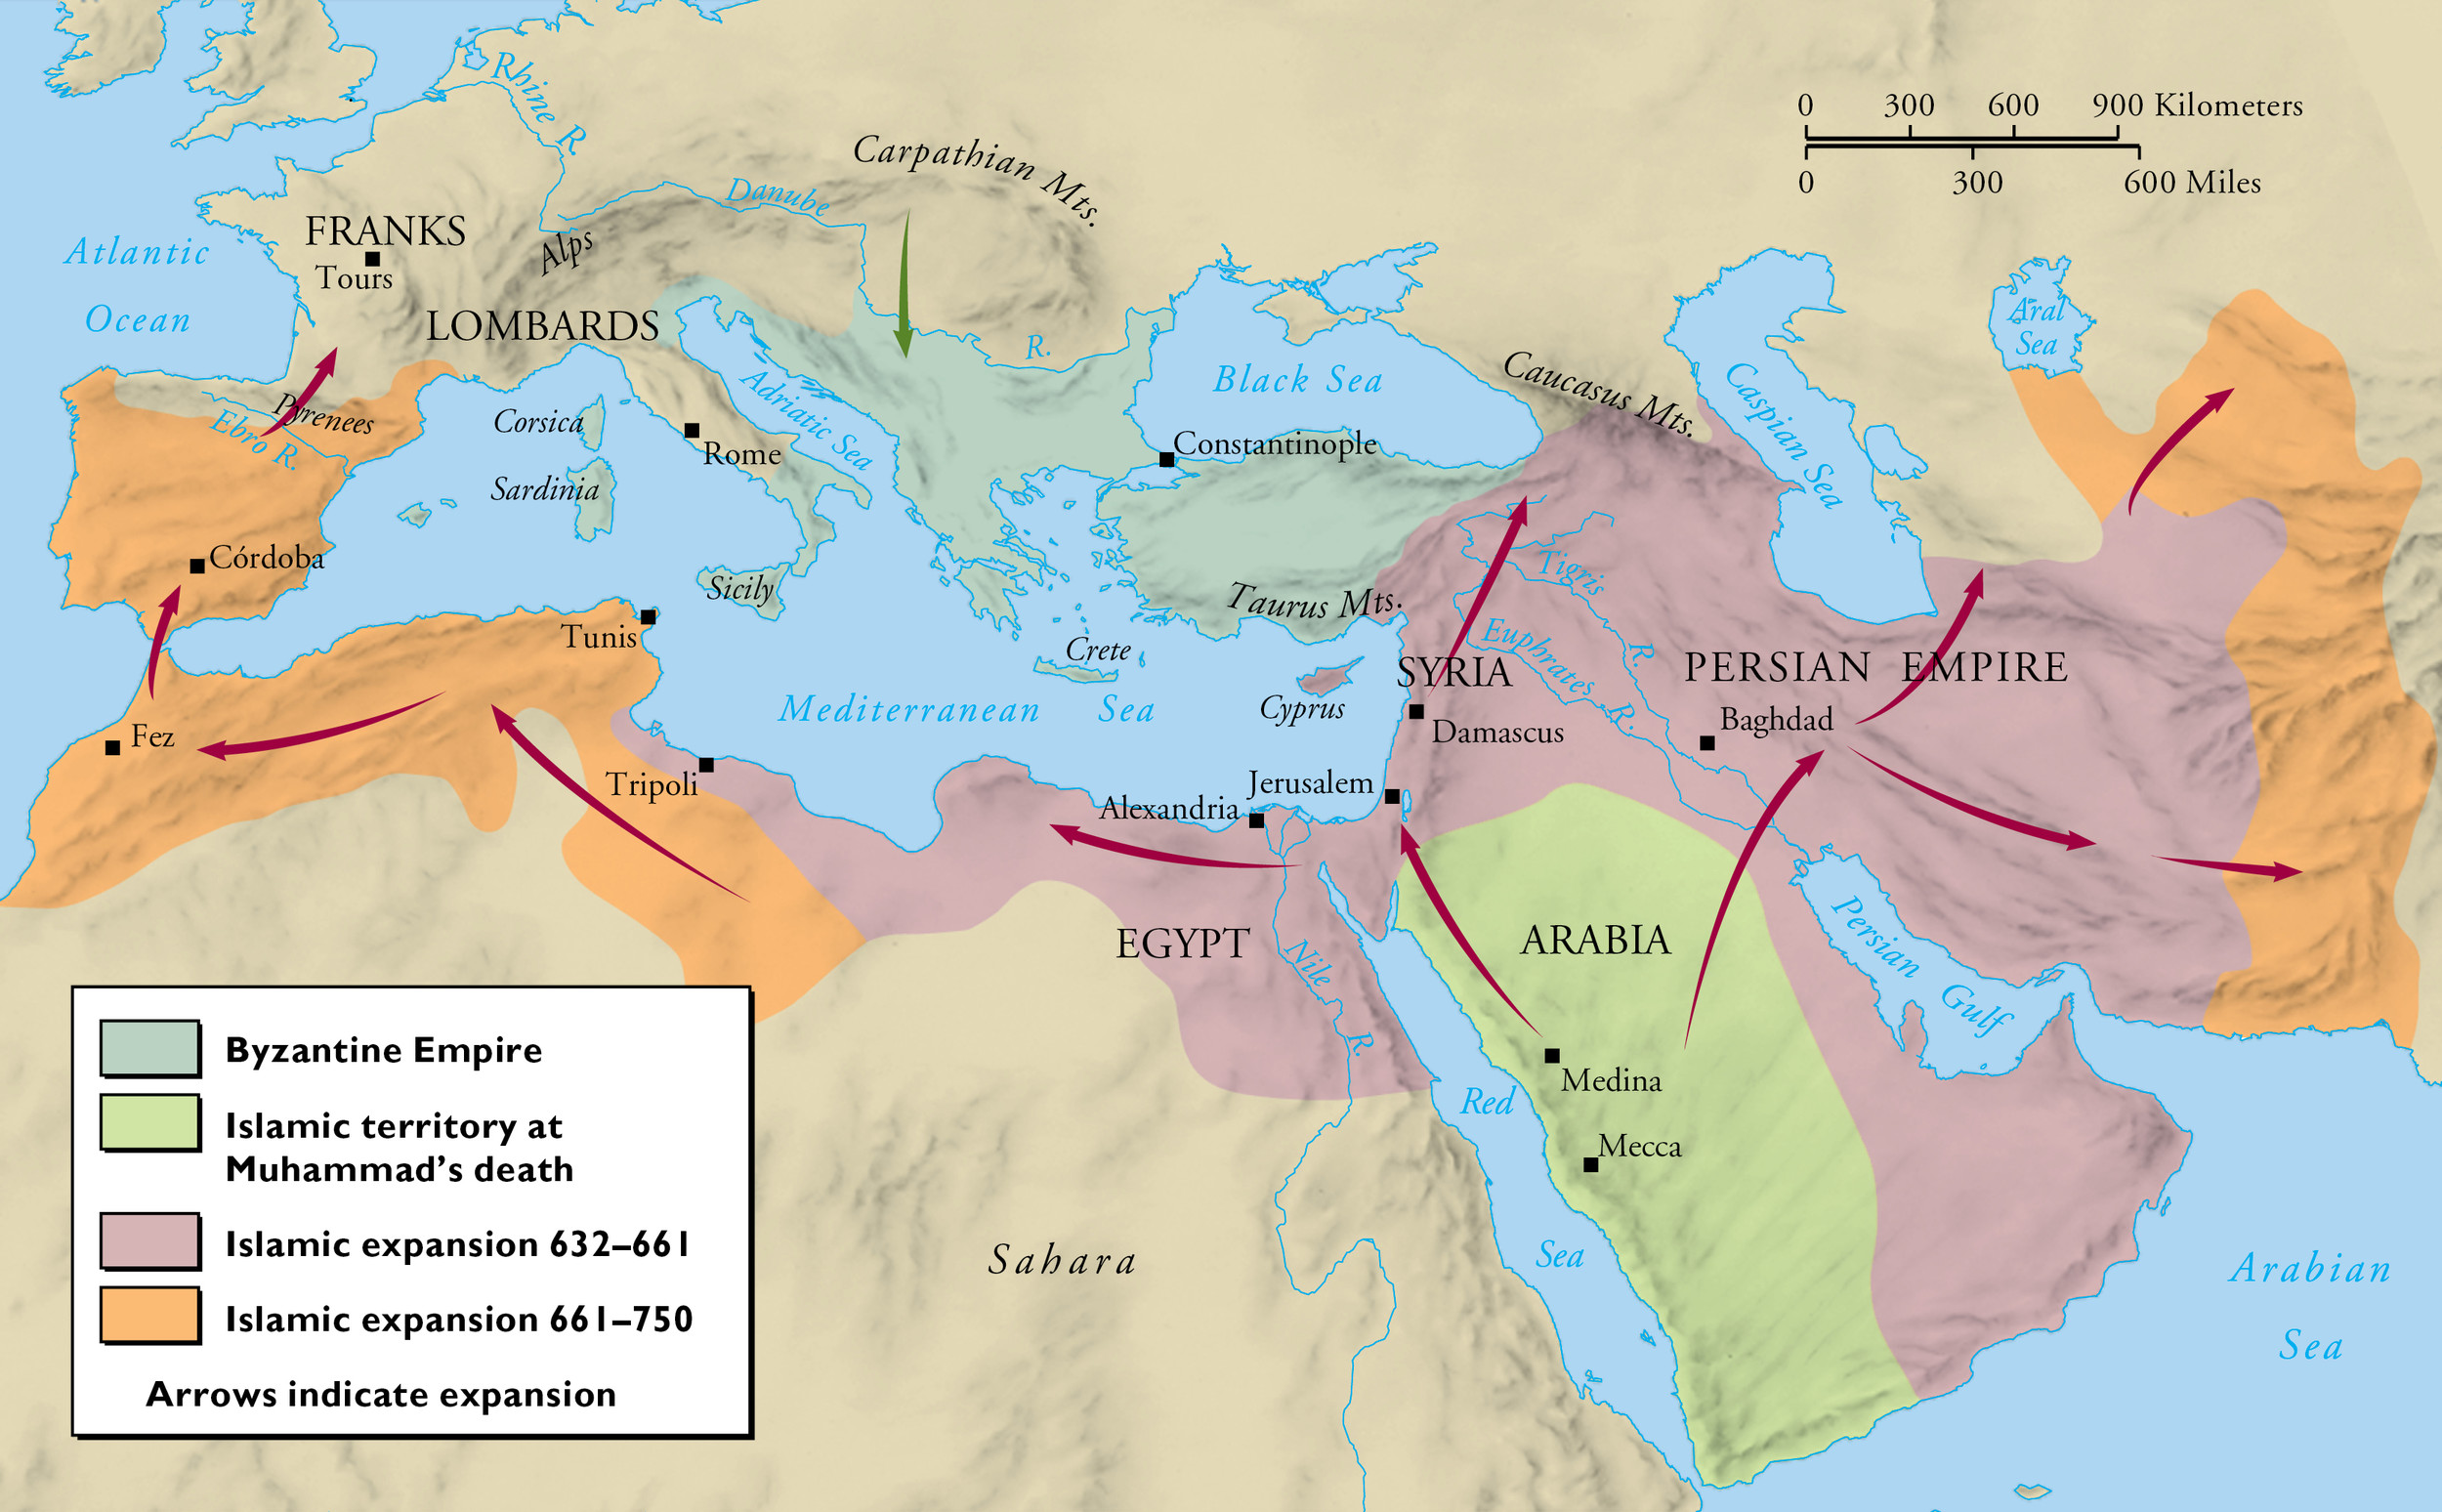 0 300 600 900 Kilometers
0 300 600 Miles
Rhine R.
Carpathian Mts.
Danube
R.
FRANKS
Tours
Alps
Atlantic
Ocean
LOMBARDS
Aral
Sea
Black Sea
Caucasus Mts.
Caspian Sea
Pyrenees
Ebro R.
Corsica
Adriatic Sea
Rome
Constantinople
Sardinia
Córdoba
Sicily
Taurus Mts.
Tigris
R.
Tunis
Crete
Euphrates
R.
SYRIA
PERSIAN EMPIRE
Mediterranean Sea
Cyprus
Damascus
Baghdad
Fez
Tripoli
Jerusalem
Alexandria
EGYPT
Nile
R.
ARABIA
Persian
Gulf
Medina
Red
Sea
Mecca
Sahara
Arabian
Sea
Byzantine Empire
Islamic territory at
Muhammad's death
Islamic expansion 632–661
Islamic expansion 661–750
Arrows indicate expansion